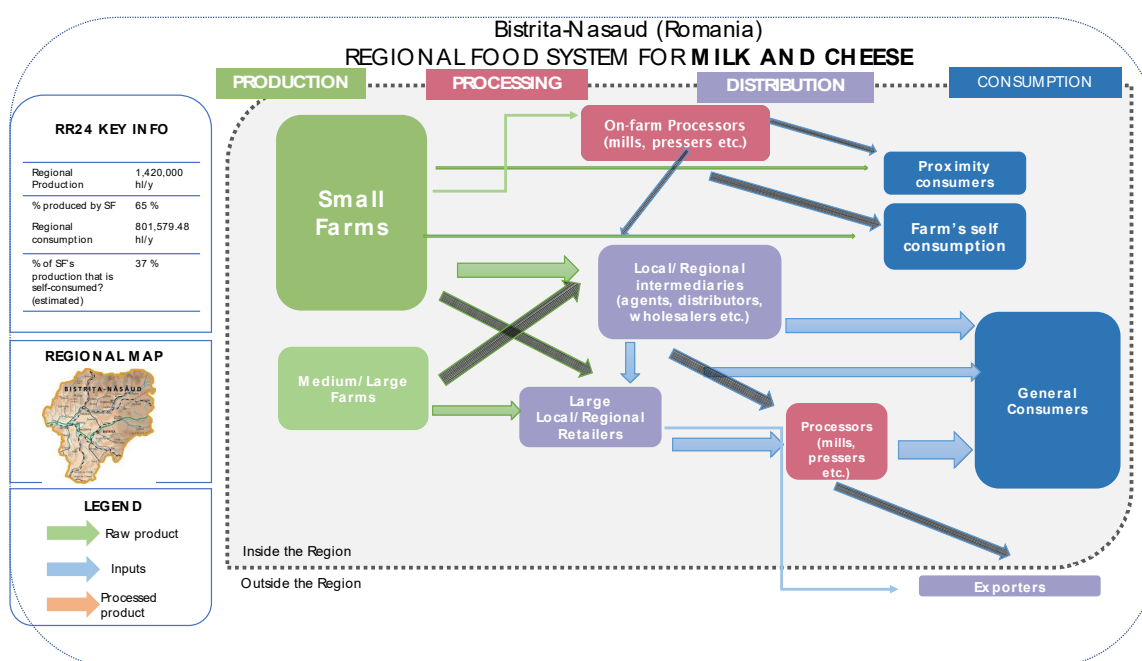 Bistrita-Nasaud (Romania)
REGIONAL FOOD SYSTEM FOR MILK AND CHEESE
PRODUCTION
PROCESSING
DISTRIBUTION
CONSUMPTION
RR24 KEY INFO
Regional
Production
1,420,000
hl/y
% produced by SF
65 %
Regional
consumption
801,579.48
hl/y
% of SF's
production that is
self-consumed?
(estimated)
37 %
REGIONAL MAP
BISTRITA-NĂSĂUD
LEGEND
Raw product
Inputs
Processed
product
Small
Farms
Medium/ Large
Farms
On-farm Processors
(mills, pressers etc.)
Local/ Regional
intermediaries
(agents, distributors,
wholesalers etc.)
Large
Local/ Regional
Retailers
Processors
(mills,
pressers
etc.)
Proximity
consumers
Farm's self
consumption
General
Consumers
Inside the Region
Outside the Region
Exporters